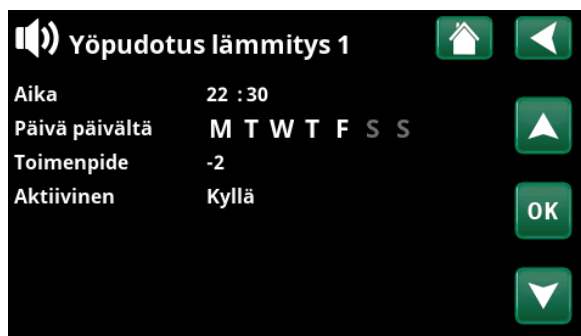 Yöpudotus lämmitys 1
Aika 22 :30
Päivä päivältä M T W T F S S
Toimenpide -2
Aktiivinen Kyllä
OK